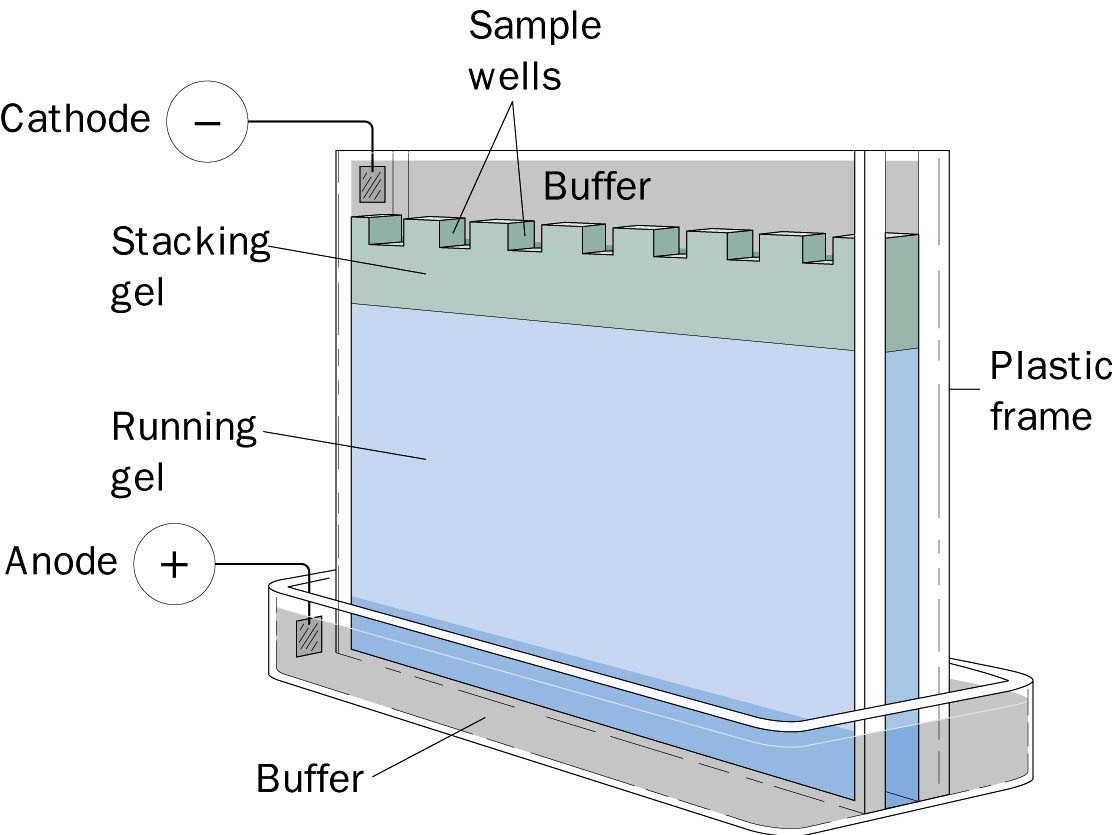 Sample
wells
Cathode −
Buffer
Stacking
gel
Plastic
frame
Running
gel
Anode +
Buffer